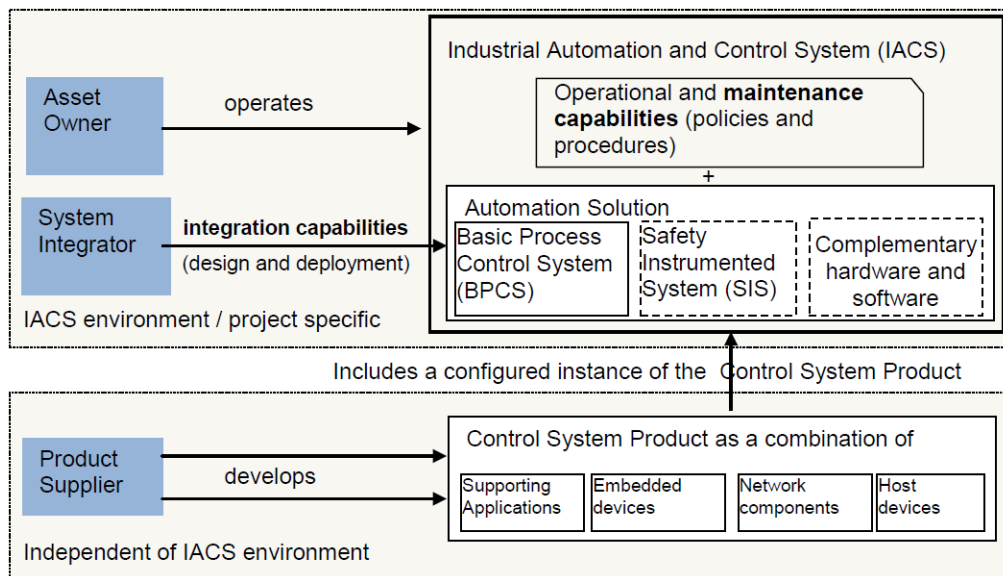 Industrial Automation and Control System (IACS)
Asset
Owner
operates
Operational and maintenance
capabilities (policies and
procedures)
+
System
Integrator
integration capabilities
(design and deployment)
Automation Solution
Basic Process
Control System
(BPCS)
Safety
Instrumented
System (SIS)
Complementary
hardware and
software
IACS environment / project specific
Includes a configured instance of the Control System Product
Product
Supplier
develops
Control System Product as a combination of
Supporting
Applications
Embedded
devices
Network
components
Host
devices
Independent of IACS environment